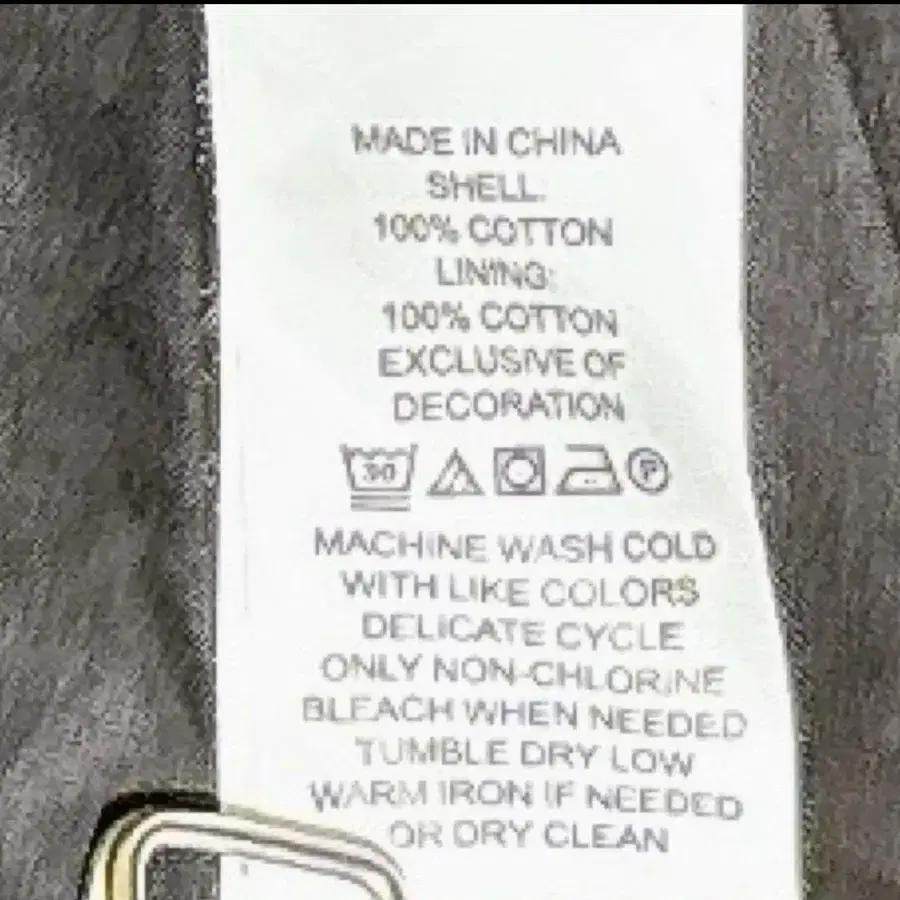 MADE IN CHINA
SHELL:
100% COTTON
LINING:
100% COTTON
EXCLUSIVE OF
DECORATION
30 P
MACHINE WASH COLD
WITH LIKE COLORS
DELICATE CYCLE
ONLY NON-CHLORINE
BLEACH WHEN NEEDED
TUMBLE DRY LOW
WARM IRON IF NEEDED
OR DRY CLEAN